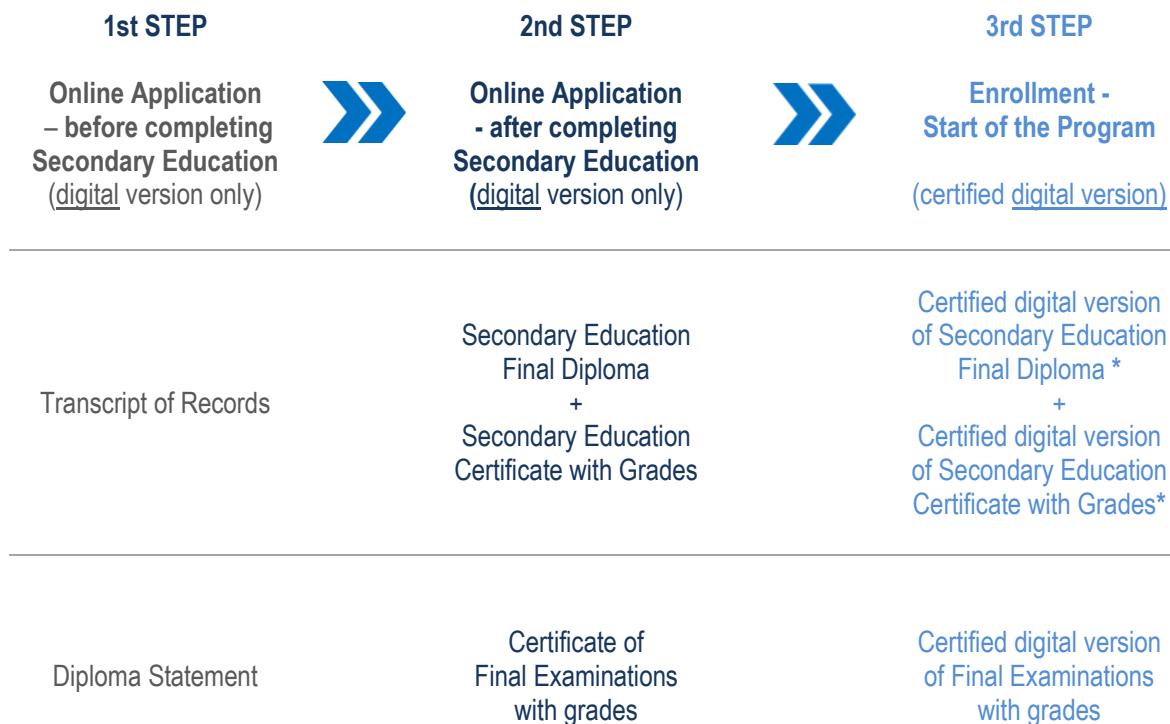 1st STEP
2nd STEP
3rd STEP
Online Application
– before completing
Secondary Education
(digital version only)
Online Application
- after completing
Secondary Education
(digital version only)
Enrollment -
Start of the Program
(certified digital version)
Transcript of Records
Secondary Education
Final Diploma
+
Secondary Education
Certificate with Grades
Certified digital version
of Secondary Education
Final Diploma *
+
Certified digital version
of Secondary Education
Certificate with Grades*
Diploma Statement
Certificate of
Final Examinations
with grades
Certified digital version
of Final Examinations
with grades